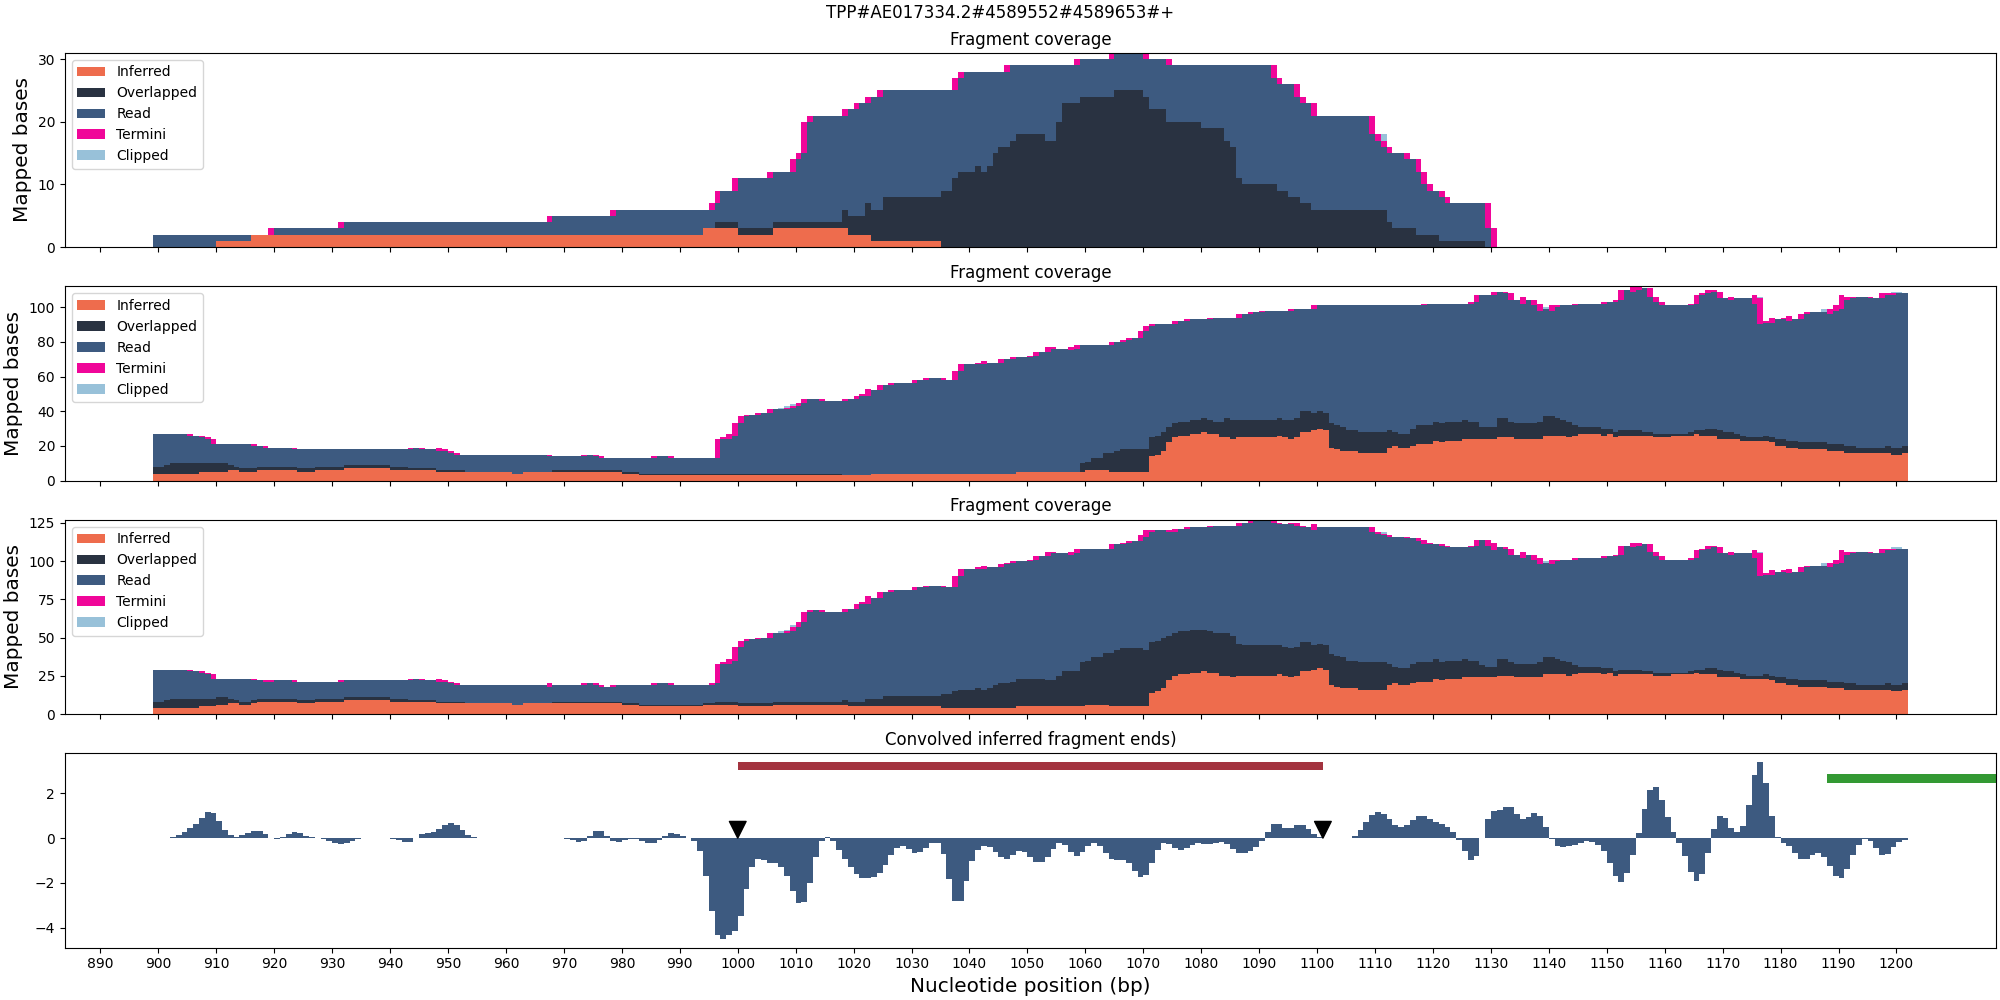 TPP#AE017334.2#4589552#4589653#+
Fragment coverage
Mapped bases
30
20
10
0
Inferred
Overlapped
Read
Termini
Clipped
Fragment coverage
Mapped bases
100
80
60
40
20
0
Inferred
Overlapped
Read
Termini
Clipped
Fragment coverage
Mapped bases
125
100
75
50
25
0
Inferred
Overlapped
Read
Termini
Clipped
Convolved inferred fragment ends)
2
0
−2
−4
890 900 910 920 930 940 950 960 970 980 990 1000 1010 1020 1030 1040 1050 1060 1070 1080 1090 1100 1110 1120 1130 1140 1150 1160 1170 1180 1190 1200
Nucleotide position (bp)